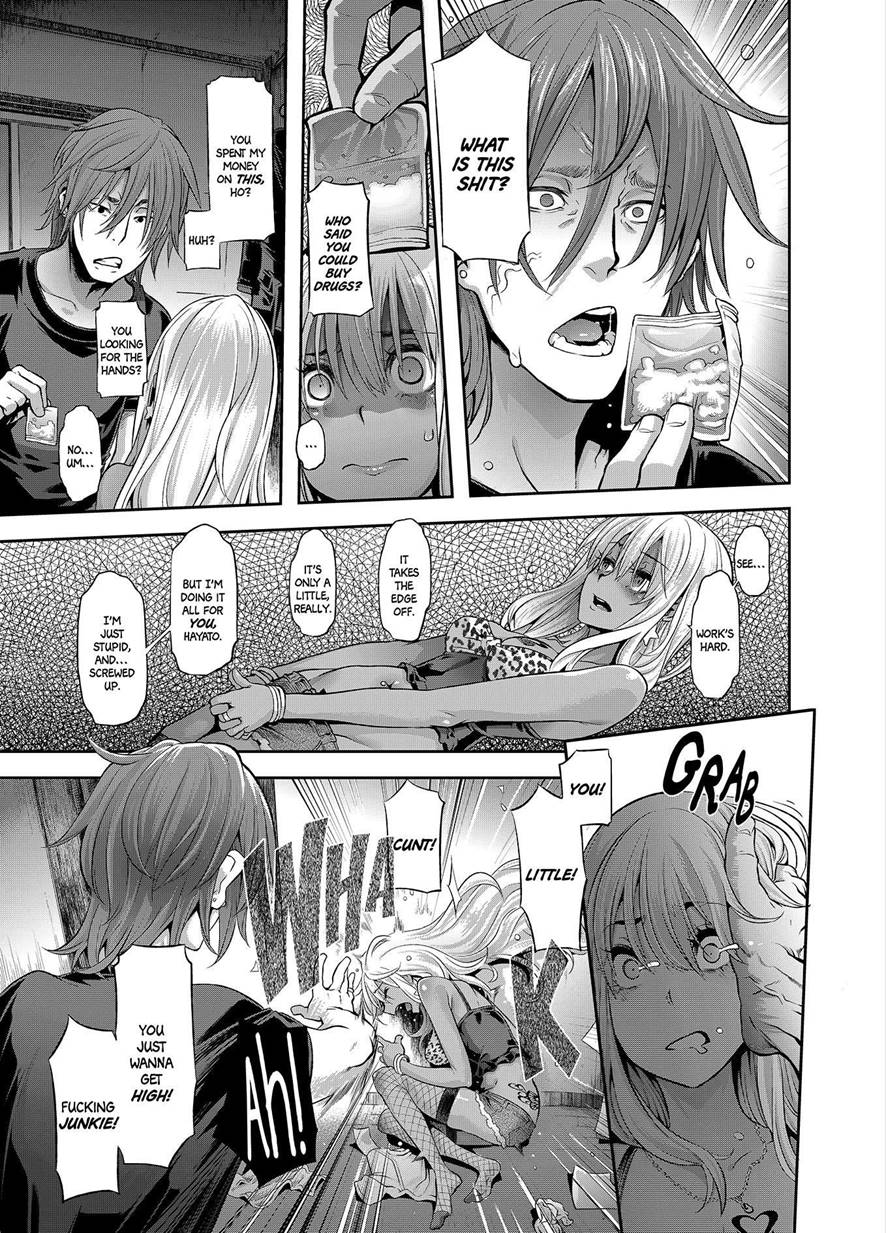 WHAT
IS THIS
SHIT?
WHO
SAID YOU
COULD
BUY
DRUGS?
...
YOU
SPENT MY
MONEY
ON THIS,
HO?
HUH?
YOU
LOOKING
FOR THE
HANDS?
NO...
UM...
SEE...
WORK'S
HARD.
IT TAKES
THE
EDGE
OFF.
IT'S
ONLY A
LITTLE,
REALLY.
BUT I'M
DOING IT
ALL FOR
YOU,
HAYATO.
I'M
JUST
STUPID,
AND...
SCREWED
UP.
GRAB
YOU!
LITTLE!
CUNT!
WHA
K
Ah!
YOU
JUST
WANNA
GET
HIGH!
FUCKING
JUNKIE!